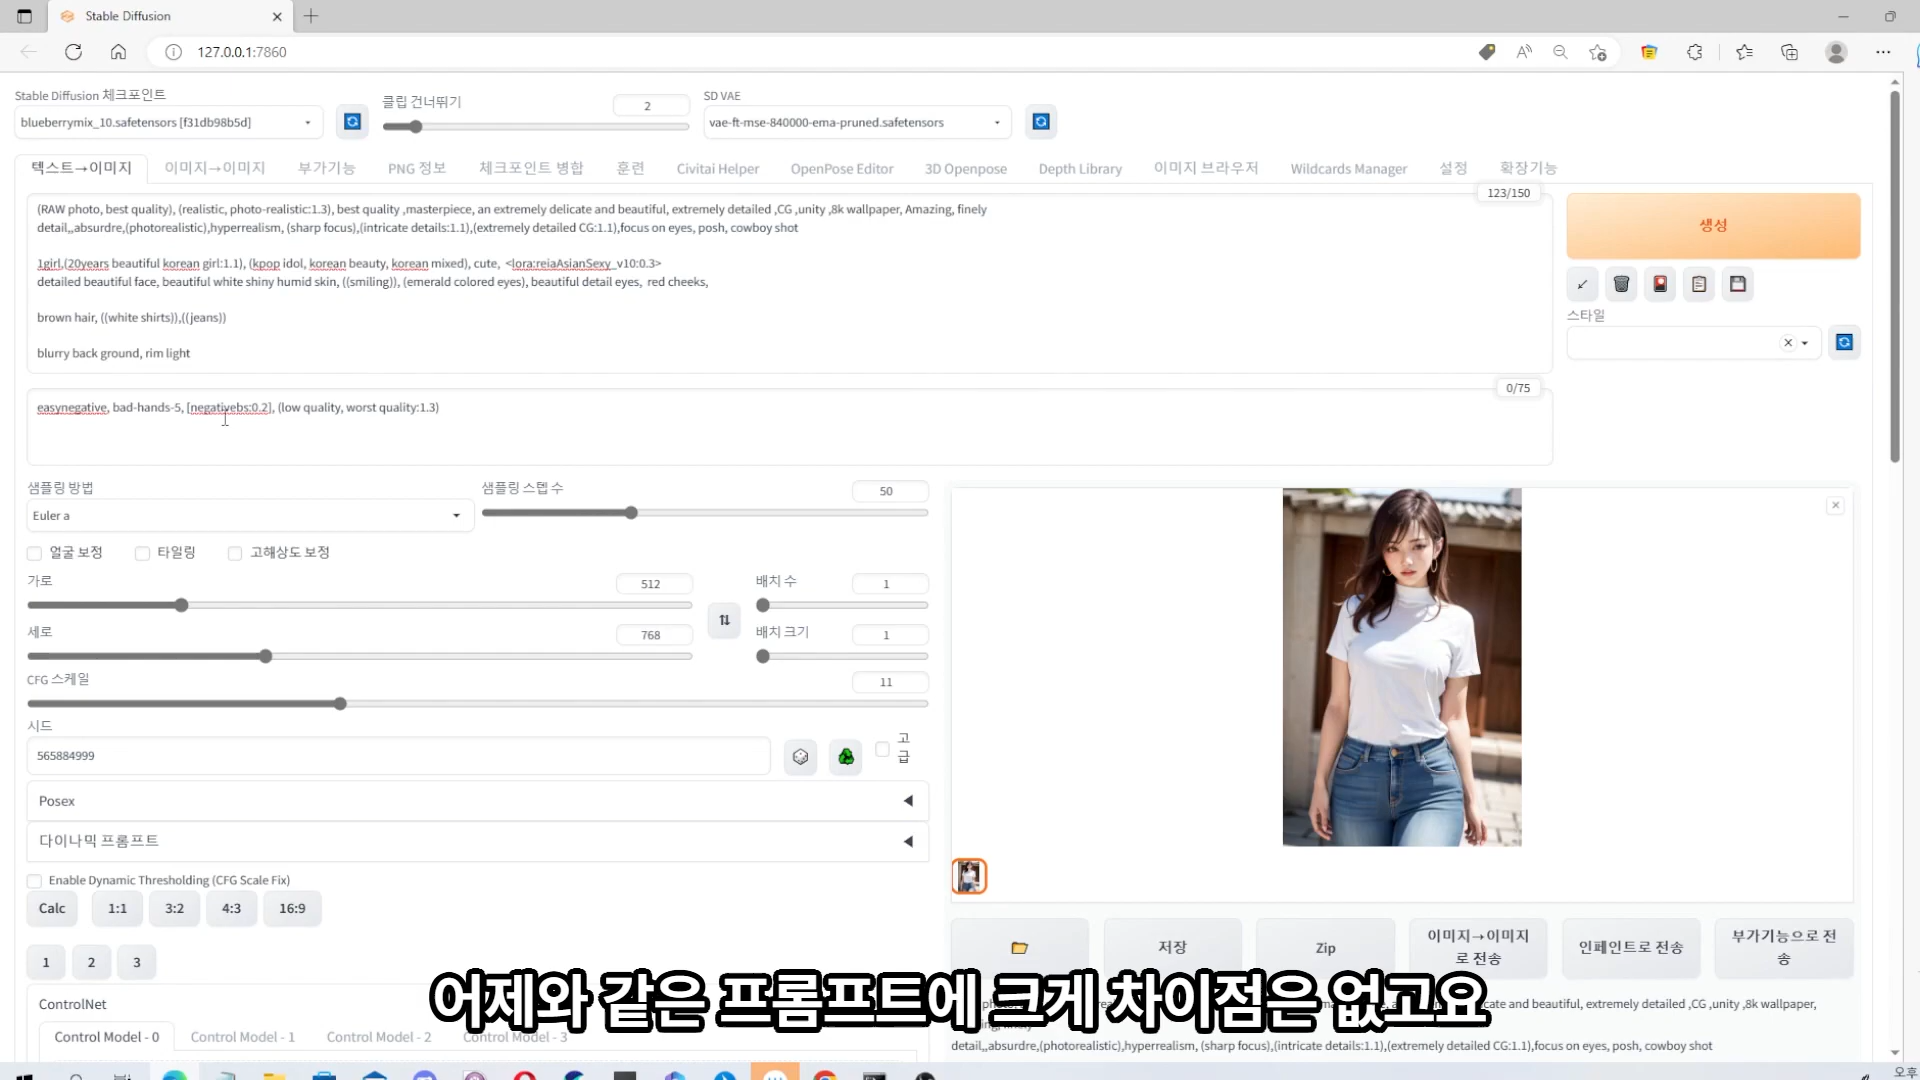 Stable Diffusion
127.0.0.1:7860
Stable Diffusion 체크포인트
blueberrymix_10.safetensors [f31db98b5d]
클립 건너뛰기
2
SD VAE
vae-ft-mse-840000-ema-pruned.safetensors
텍스트→이미지 이미지→이미지 부가기능 PNG 정보 체크포인트 병합 훈련 Civitai Helper OpenPose Editor 3D Openpose Depth Library 이미지 브라우저 Wildcards Manager 설정 확장기능
123/150
(RAW photo, best quality), (realistic, photo-realistic:1.3), best quality ,masterpiece, an extremely delicate and beautiful, extremely detailed ,CG ,unity ,8k wallpaper, Amazing, finely
detail,,absurdre,(photorealistic),hyperrealism, (sharp focus),(intricate details:1.1),(extremely detailed CG:1.1),focus on eyes, posh, cowboy shot
1girl,(20years beautiful korean girl:1.1), (kpop idol, korean beauty, korean mixed), cute, <lora:reiaAsianSexy_v10:0.3>
detailed beautiful face, beautiful white shiny humid skin, ((smiling)), (emerald colored eyes), beautiful detail eyes, red cheeks,
brown hair, ((white shirts)),((jeans))
blurry back ground, rim light
생성
스타일
0/75
easynegative, bad-hands-5, [negativebs:0.2], (low quality, worst quality:1.3)
샘플링 방법
Euler a
샘플링 스텝 수
50
얼굴 보정 타일링 고해상도 보정
가로
512
배치 수
1
세로
768
배치 크기
1
CFG 스케일
11
시드
565884999
고
급
Posex
다이나믹 프롬프트
Enable Dynamic Thresholding (CFG Scale Fix)
Calc 1:1 3:2 4:3 16:9
1 2 3
저장
Zip
이미지→이미지
로 전송
인페인트로 전송
부가기능으로 전
송
ControlNet
Control Model - 0 Control Model - 1 Control Model - 2 Control Model - 3
어제와 같은 프롬프트에 크게 차이점은 없고요
cate and beautiful, extremely detailed ,CG ,unity ,8k wallpaper,
detail,,absurdre,(photorealistic),hyperrealism, (sharp focus),(intricate details:1.1),(extremely detailed CG:1.1),focus on eyes, posh, cowboy shot
오후